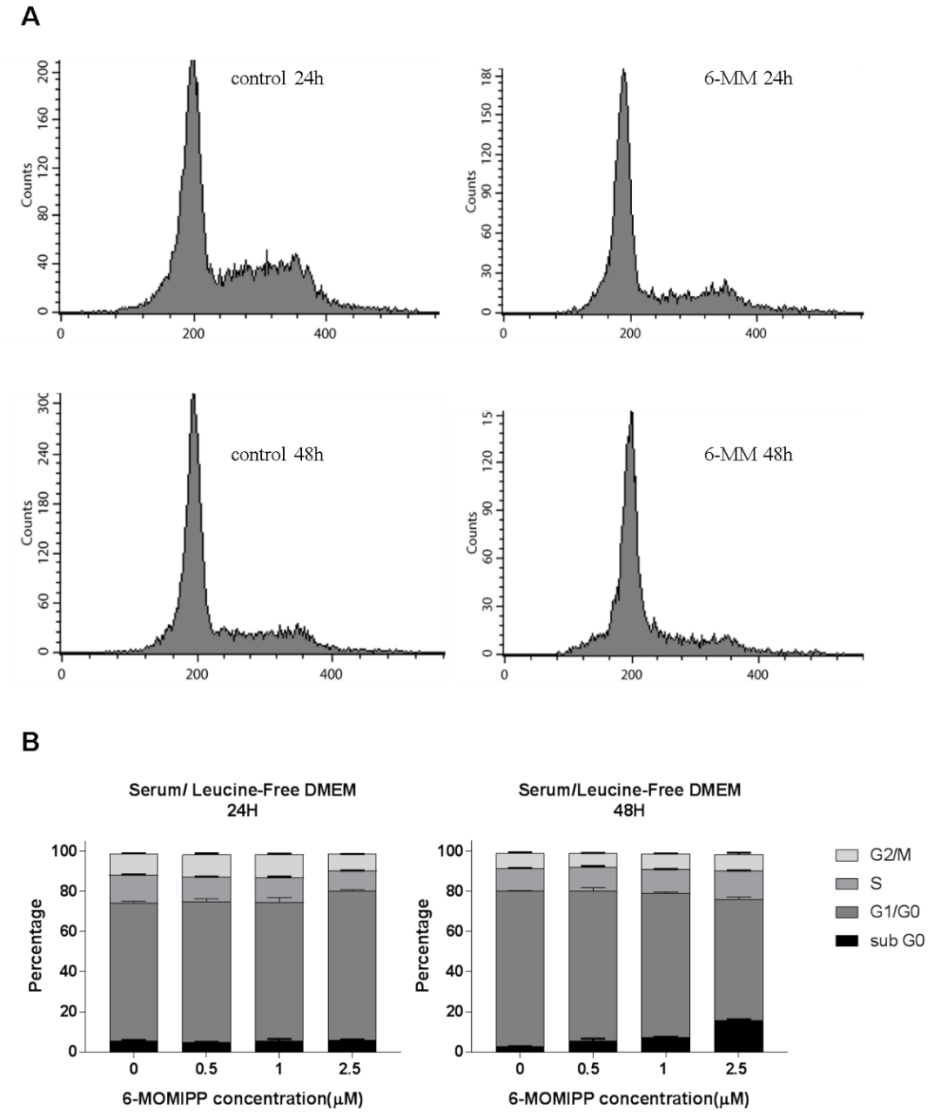 A
control 24h
Counts
200
160
120
80
40
0
0 200 400
6-MM 24h
Counts
180
150
120
90
60
30
0
0 200 400
control 48h
Counts
300
240
180
120
60
0
0 200 400
6-MM 48h
Counts
15
120
90
60
30
0
0 200 400
B
Serum/ Leucine-Free DMEM
24H
Percentage
100
80
60
40
20
0
0 0.5 1 2.5
6-MOMIPP concentration(μM)
Serum/Leucine-Free DMEM
48H
Percentage
100
80
60
40
20
0
0 0.5 1 2.5
6-MOMIPP concentration(μM)
G2/M
S
G1/G0
sub G0